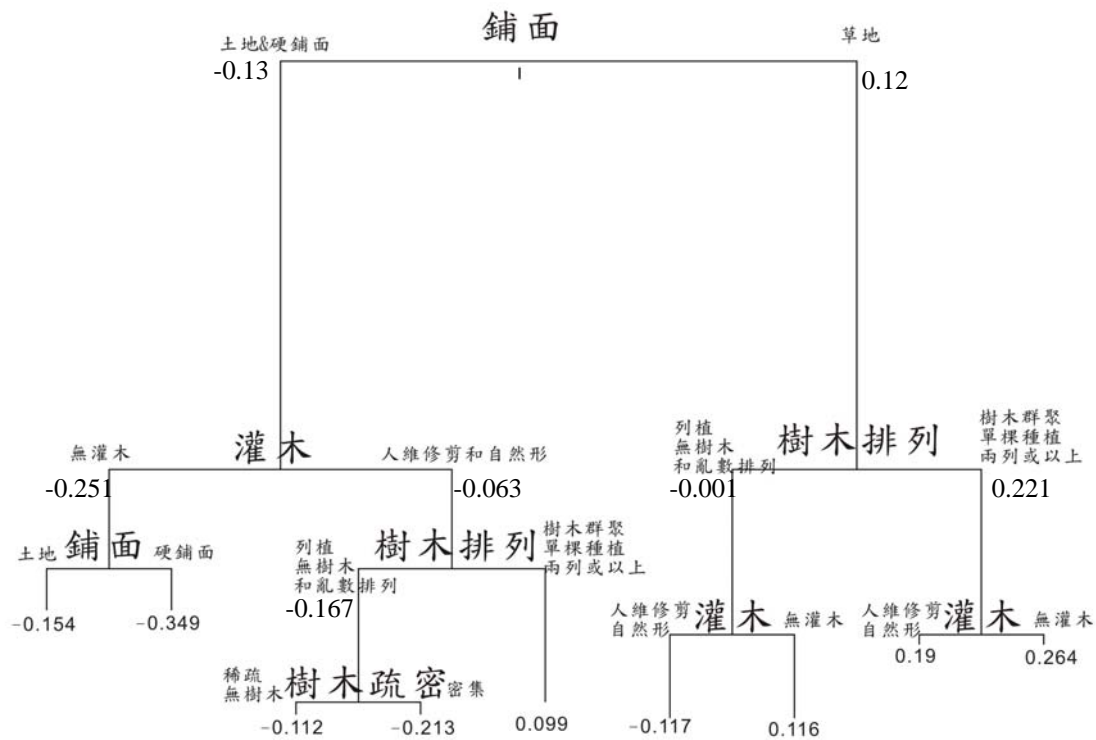 鋪面
土地&硬鋪面
草地
-0.13
0.12
灌木
無灌木
人維修剪和自然形
-0.251
-0.063
樹木排列
列植
無樹木
和亂數排列
樹木群聚
單棵種植
兩列或以上
-0.001
0.221
鋪面
土地
硬鋪面
-0.154
-0.349
樹木排列
列植
無樹木
和亂數排列
樹木群聚
單棵種植
兩列或以上
-0.167
樹木疏密
稀疏
無樹木
密集
-0.112
-0.213
0.099
灌木
人維修剪
自然形
無灌木
-0.117
0.116
灌木
人維修剪
自然形
無灌木
0.19
0.264